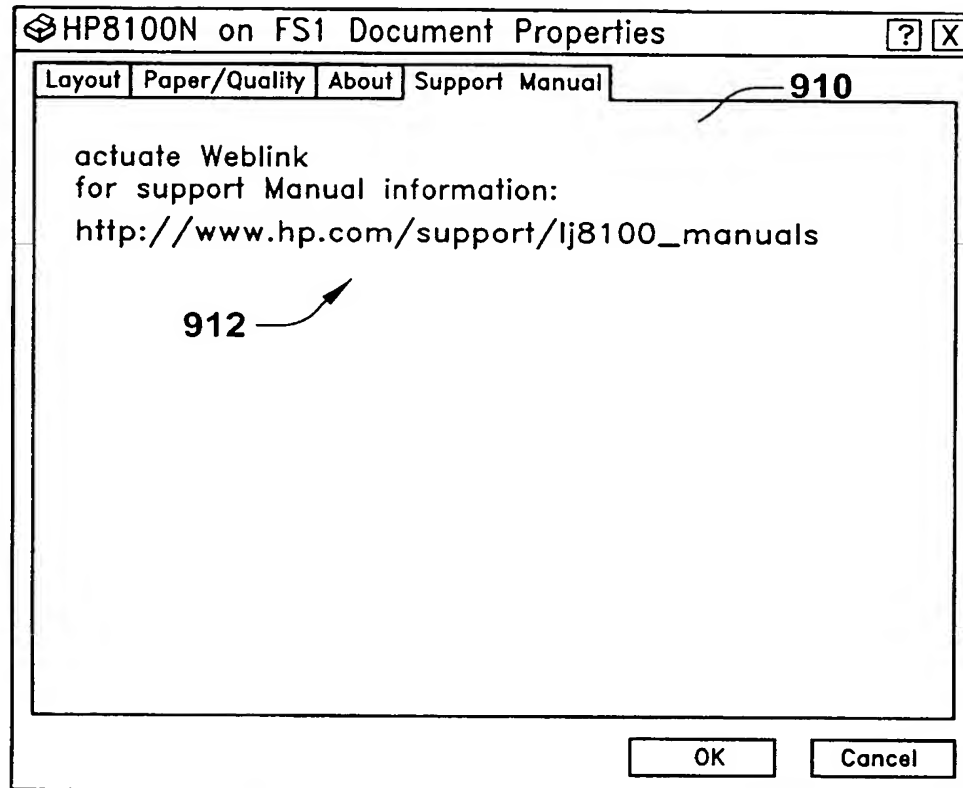 HP8100N on FS1 Document Properties ? X
Layout Paper/Quality About Support Manual
910
actuate Weblink
for support Manual information:
http://www.hp.com/support/lj8100_manuals
912
OK Cancel